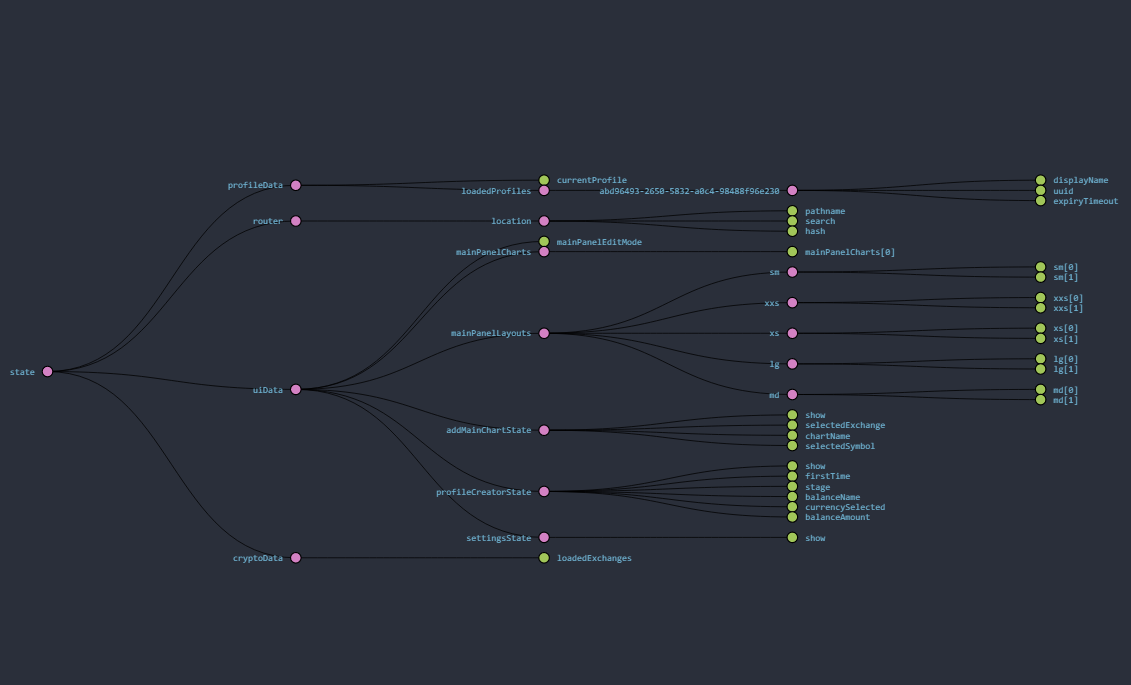 currentProfile
displayName
profileData
loadedProfiles
abd96493-2650-5832-a0c4-98488f96e230
uuid
expiryTimeout
pathname
router
location
search
hash
mainPanelEditMode
mainPanelCharts
mainPanelCharts[0]
sm
sm[0]
sm[1]
xxs
xxs[0]
xxs[1]
mainPanelLayouts
xs
xs[0]
xs[1]
lg
lg[0]
lg[1]
state
uiData
md
md[0]
md[1]
show
selectedExchange
addMainChartState
chartName
selectedSymbol
show
firstTime
stage
profileCreatorState
balanceName
currencySelected
balanceAmount
settingsState
show
cryptoData
loadedExchanges